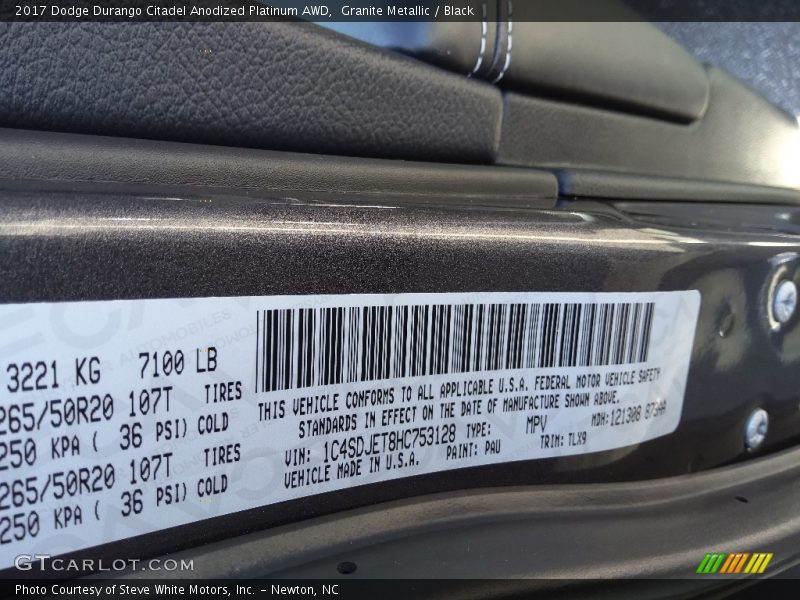 2017 Dodge Durango Citadel Anodized Platinum AWD, Granite Metallic / Black
3221 KG 7100 LB
265/50R20 107T TIRES
250 KPA ( 36 PSI) COLD
265/50R20 107T TIRES
250 KPA ( 36 PSI) COLD
THIS VEHICLE CONFORMS TO ALL APPLICABLE U.S.A. FEDERAL MOTOR VEHICLE SAFETY
STANDARDS IN EFFECT ON THE DATE OF MANUFACTURE SHOWN ABOVE.
VIN: 1C4SDJET8HC753128 TYPE: MPV MDH:121308
VEHICLE MADE IN U.S.A. PAINT: PAU TRIM: TLX9
GTCARLOT.COM
Photo Courtesy of Steve White Motors, Inc. – Newton, NC